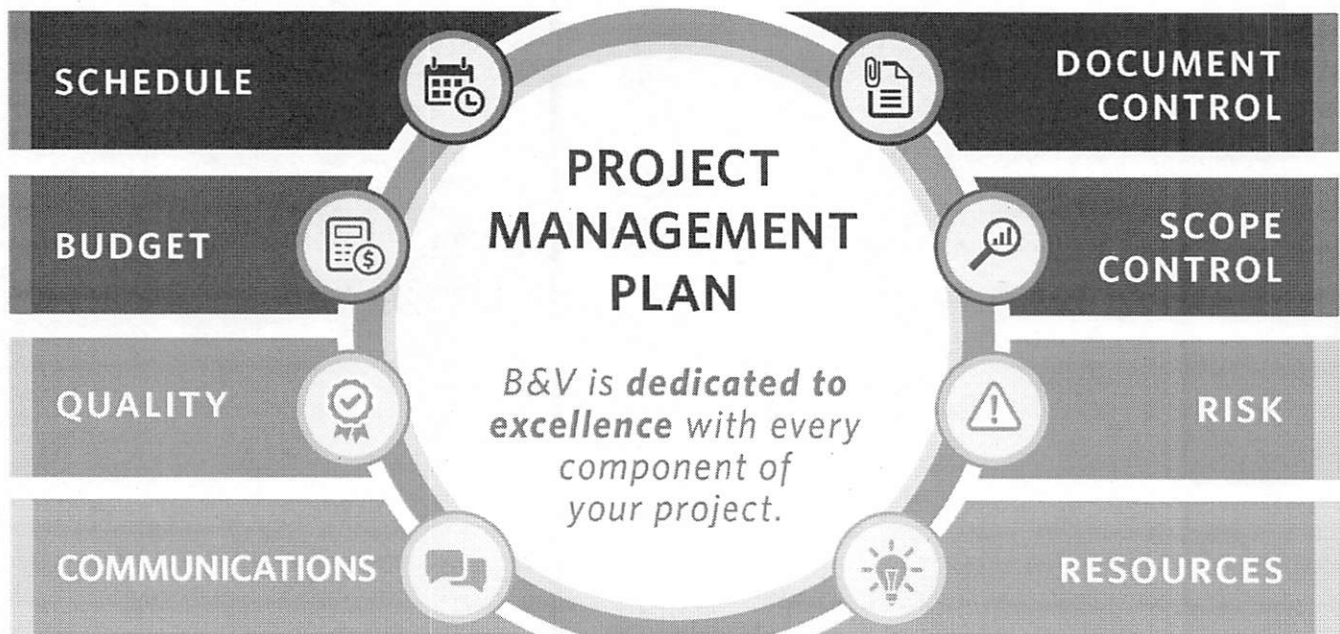 SCHEDULE
BUDGET
QUALITY
COMMUNICATIONS
PROJECT
MANAGEMENT
PLAN
B&V is dedicated to
excellence with every
component of
your project.
DOCUMENT
CONTROL
SCOPE
CONTROL
RISK
RESOURCES